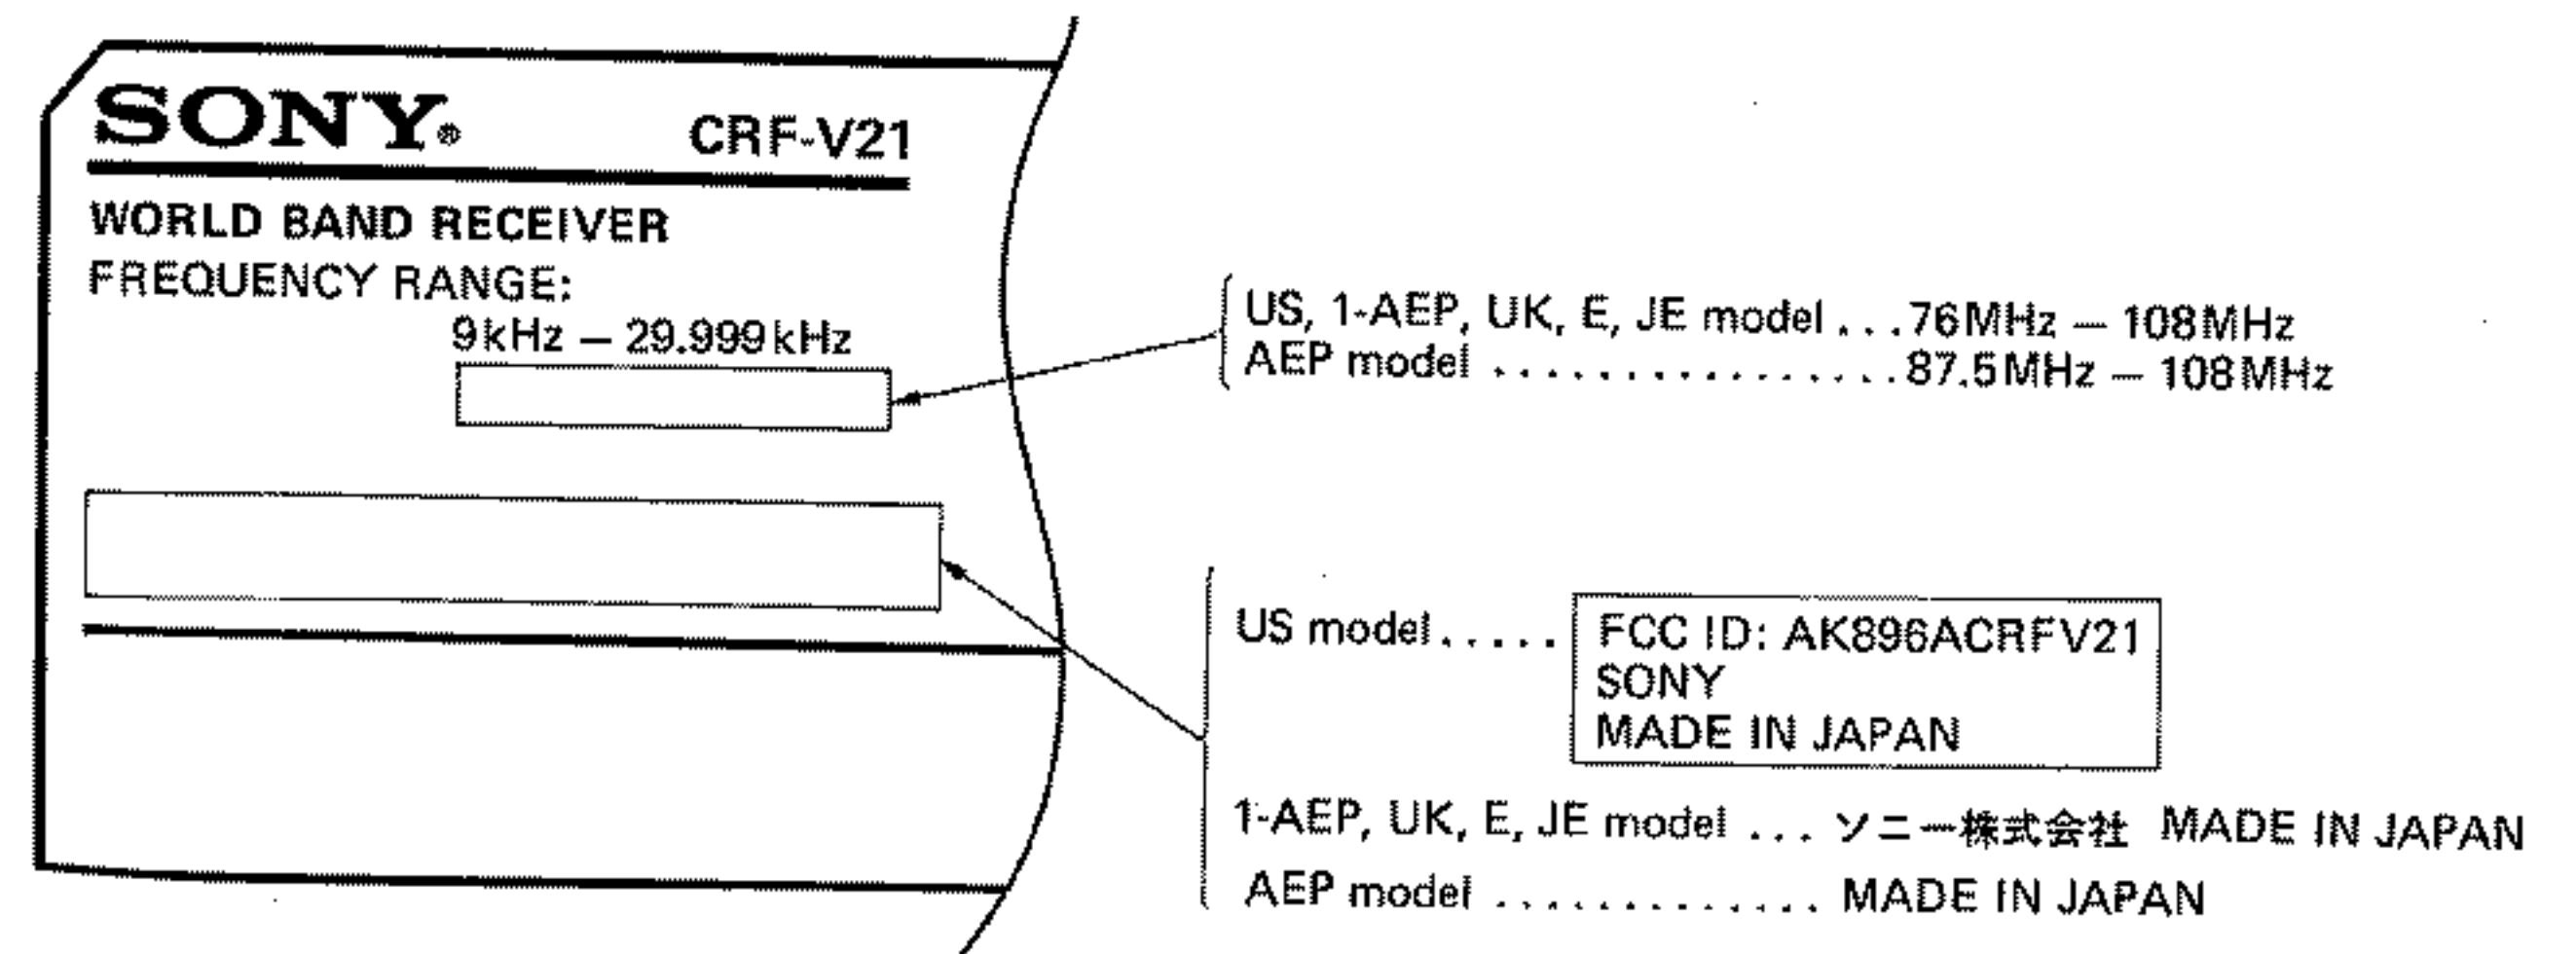 SONY® CRF-V21
WORLD BAND RECEIVER
FREQUENCY RANGE:
9kHz – 29.999kHz
US, 1-AEP, UK, E, JE model ...76MHz – 108MHz
AEP model ................87.5MHz – 108MHz
US model.....
FCC ID: AK896ACRFV21
SONY
MADE IN JAPAN
1-AEP, UK, E, JE model ... ソニー株式会社 MADE IN JAPAN
AEP model ............. MADE IN JAPAN